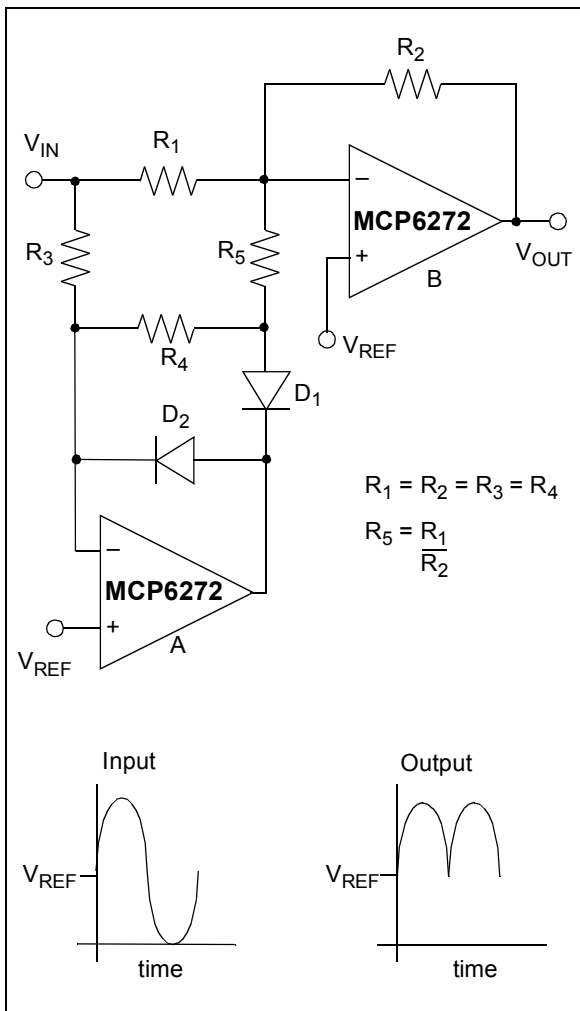 R2
VIN
R1
MCP6272
R3
R5
VOUT
B
R4
VREF
D1
D2
R1 = R2 = R3 = R4
R5 = R1
R2
MCP6272
A
VREF
Input
Output
VREF
VREF
time
time